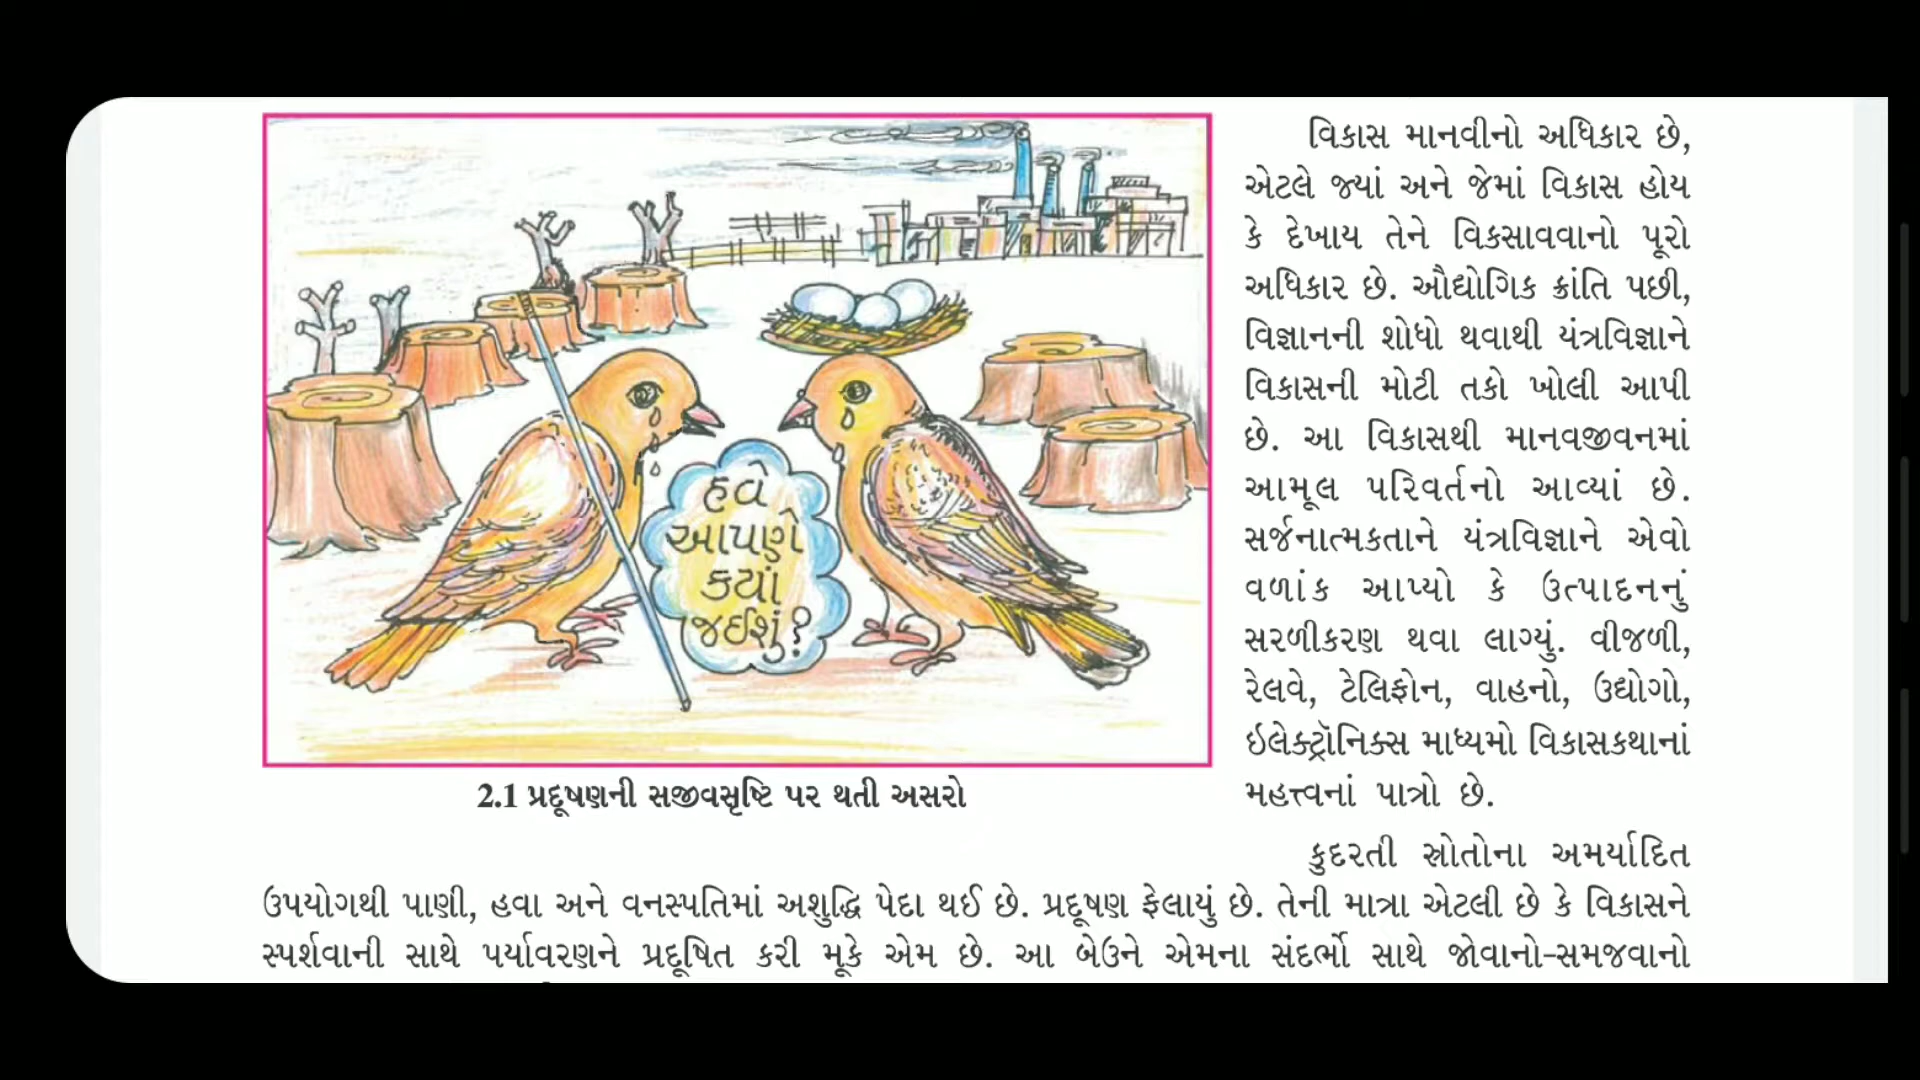 હવે
આપણે
કયાં
જઈશું?
2.1 પ્રદૂષણની સજીવસૃષ્ટિ પર થતી અસરો
વિકાસ માનવીનો અધિકાર છે,
એટલે જ્યાં અને જેમાં વિકાસ હોય
કે દેખાય તેને વિકસાવવાનો પૂરો
અધિકાર છે. ઔદ્યોગિક ક્રાંતિ પછી,
વિજ્ઞાનની શોધો થવાથી યંત્રવિજ્ઞાને
વિકાસની મોટી તકો ખોલી આપી
છે. આ વિકાસથી માનવજીવનમાં
આમૂલ પરિવર્તનો આવ્યાં છે.
સર્જનાત્મકતાને યંત્રવિજ્ઞાને એવો
વળાંક આપ્યો કે ઉત્પાદનનું
સરળીકરણ થવા લાગ્યું. વીજળી,
રેલવે, ટેલિફોન, વાહનો, ઉદ્યોગો,
ઇલેક્ટ્રૉનિક્સ માધ્યમો વિકાસકથાનાં
મહત્ત્વનાં પાત્રો છે.
કુદરતી સ્રોતોના અમર્યાદિત
ઉપયોગથી પાણી, હવા અને વનસ્પતિમાં અશુદ્ધિ પેદા થઈ છે. પ્રદૂષણ ફેલાયું છે. તેની માત્રા એટલી છે કે વિકાસને
સ્પર્શવાની સાથે પર્યાવરણને પ્રદૂષિત કરી મૂકે એમ છે. આ બેઉને એમના સંદર્ભો સાથે જોવાનો-સમજવાનો